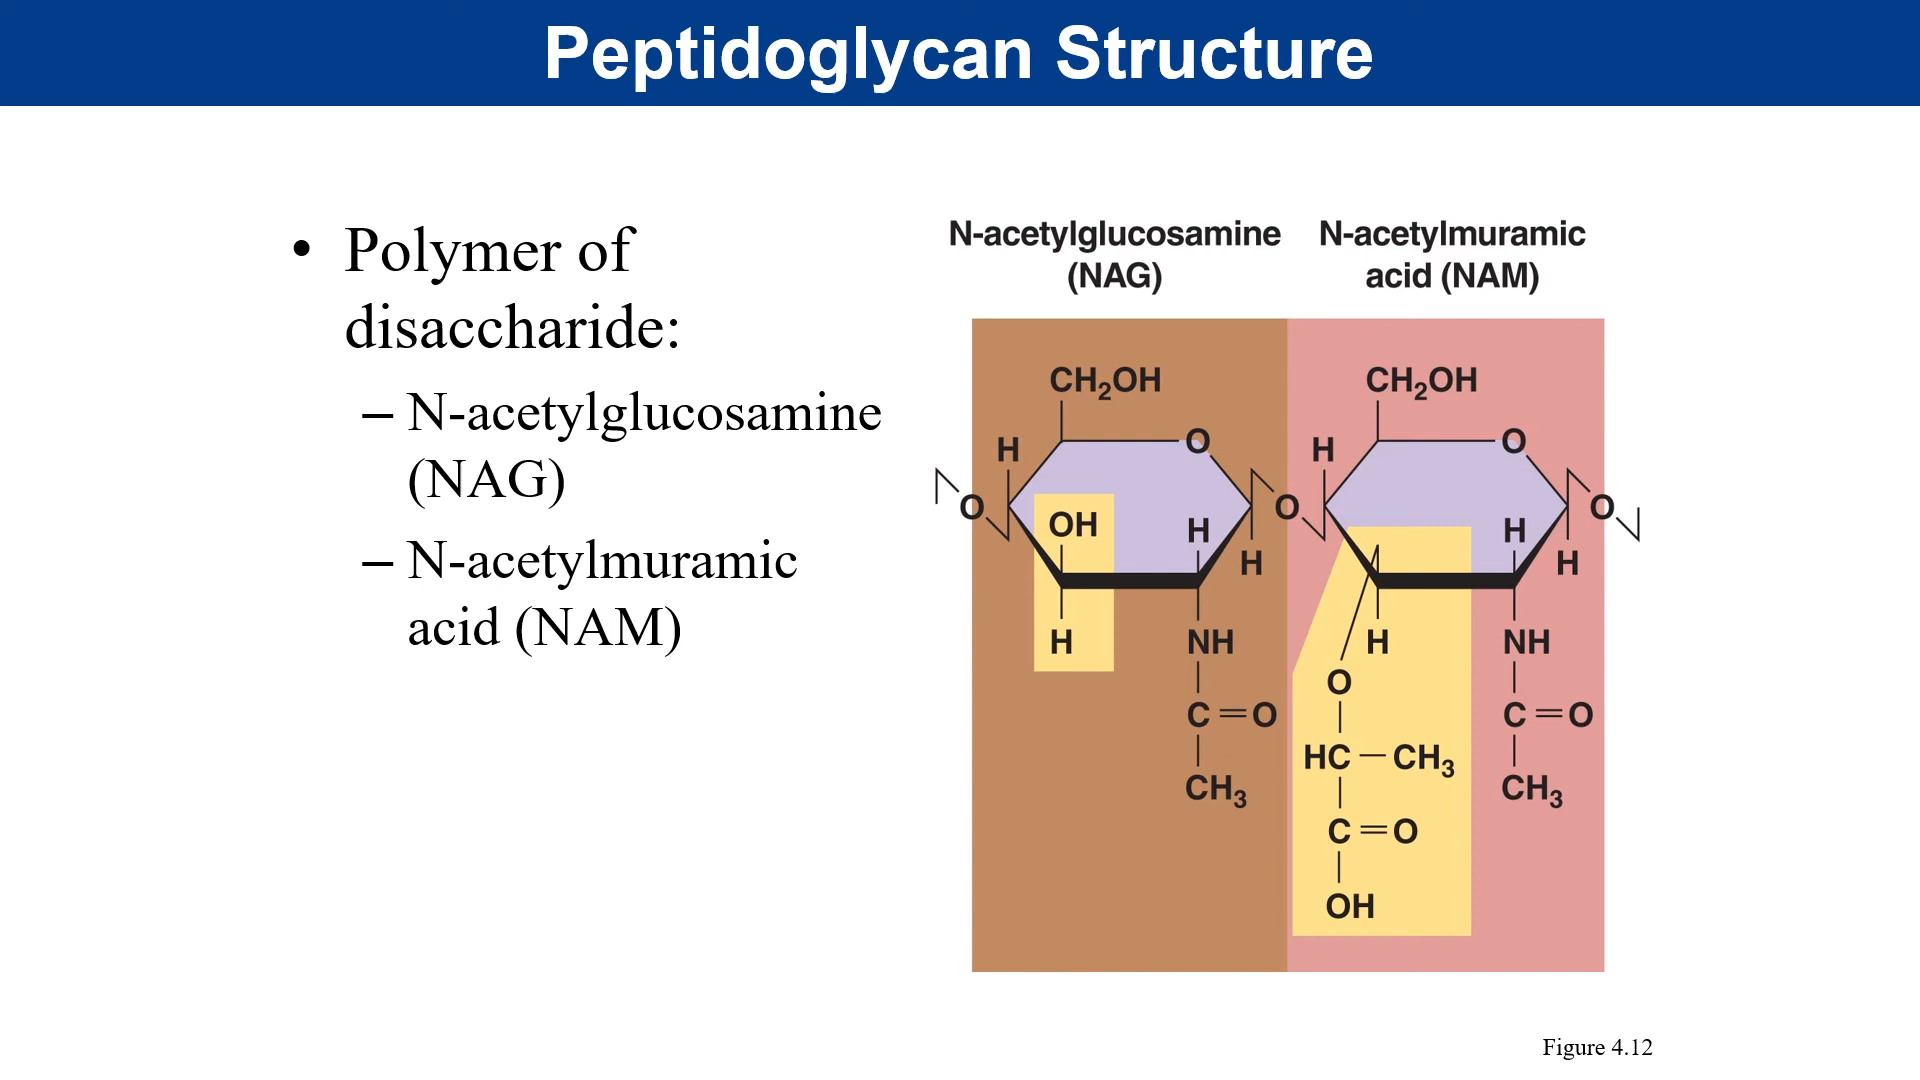 Peptidoglycan Structure
• Polymer of
disaccharide:
– N-acetylglucosamine
(NAG)
– N-acetylmuramic
acid (NAM)
N-acetylglucosamine
(NAG)
N-acetylmuramic
acid (NAM)
CH₂OH
O
H
O
OH
H
H
H
NH
C=O
CH₃
O
CH₂OH
O
H
O
H
H
H
NH
C=O
CH₃
O
HC–CH₃
C=O
OH
Figure 4.12